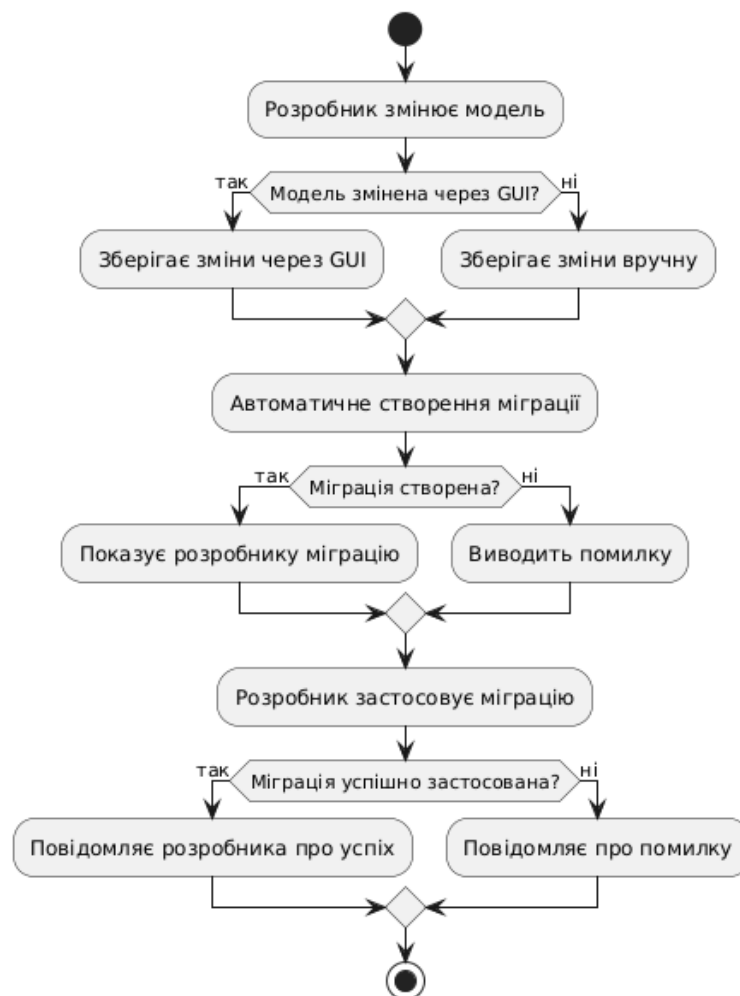 Розробник змінює модель
так
Модель змінена через GUI?
ні
Зберігає зміни через GUI
Зберігає зміни вручну
Автоматичне створення міграції
так
Міграція створена?
ні
Показує розробнику міграцію
Виводить помилку
Розробник застосовує міграцію
так
Міграція успішно застосована?
ні
Повідомляє розробника про успіх
Повідомляє про помилку